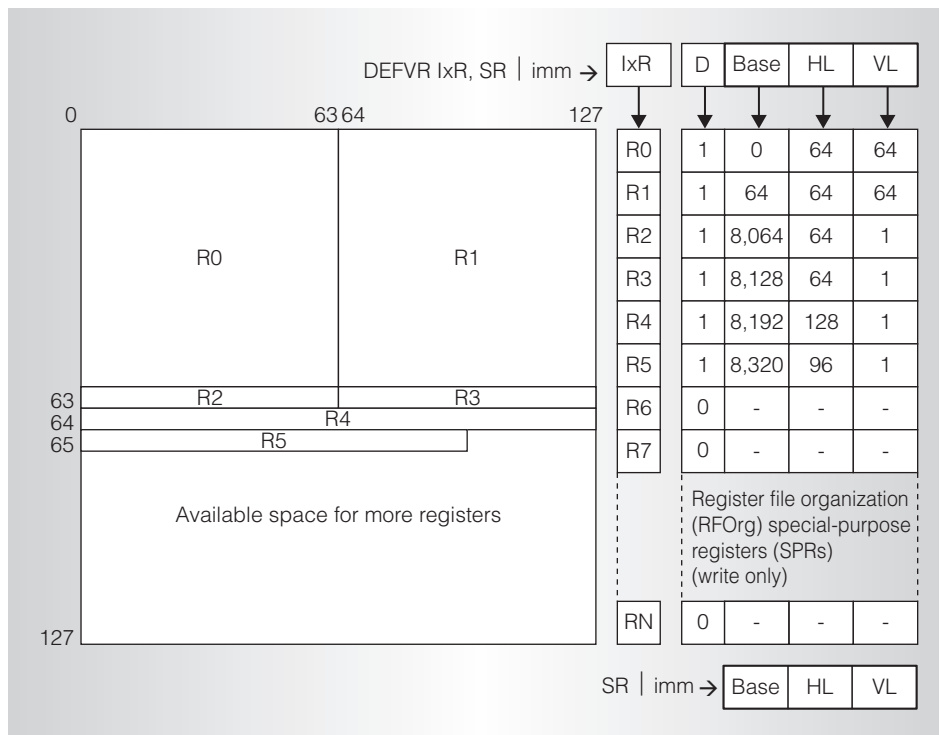 DEFVR IxR, SR | imm → IxR D Base HL VL
0 63 64 127
R0 1 0 64 64
R1 1 64 64 64
R2 1 8,064 64 1
R0 R1
R3 1 8,128 64 1
R4 1 8,192 128 1
R5 1 8,320 96 1
63 R2 R3
R6 0 - - -
64 R4
65 R5
R7 0 - - -
Available space for more registers
Register file organization
(RFOrg) special-purpose
registers (SPRs)
(write only)
RN 0 - - -
127
SR | imm → Base HL VL